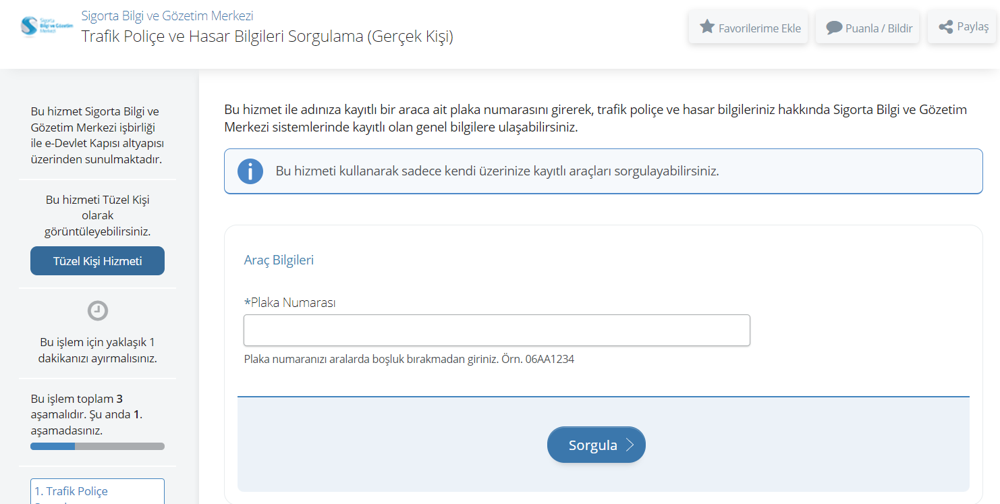 Sigorta
Bilgi ve Gözetim
Merkezi
Sigorta Bilgi ve Gözetim Merkezi
Trafik Poliçe ve Hasar Bilgileri Sorgulama (Gerçek Kişi)
Favorilerime Ekle
Puanla / Bildir
Paylaş
Bu hizmet Sigorta Bilgi ve
Gözetim Merkezi işbirliği
ile e-Devlet Kapısı altyapısı
üzerinden sunulmaktadır.
Bu hizmeti Tüzel Kişi
olarak
görüntüleyebilirsiniz.
Tüzel Kişi Hizmeti
Bu işlem için yaklaşık 1
dakikanızı ayırmalısınız.
Bu işlem toplam 3
aşamalıdır. Şu anda 1.
aşamadasınız.
1. Trafik Poliçe
Bu hizmet ile adınıza kayıtlı bir araca ait plaka numarasını girerek, trafik poliçe ve hasar bilgileriniz hakkında Sigorta Bilgi ve Gözetim
Merkezi sistemlerinde kayıtlı olan genel bilgilere ulaşabilirsiniz.
Bu hizmeti kullanarak sadece kendi üzerinize kayıtlı araçları sorgulayabilirsiniz.
Araç Bilgileri
*Plaka Numarası
Plaka numaranızı aralarda boşluk bırakmadan giriniz. Örn. 06AA1234
Sorgula